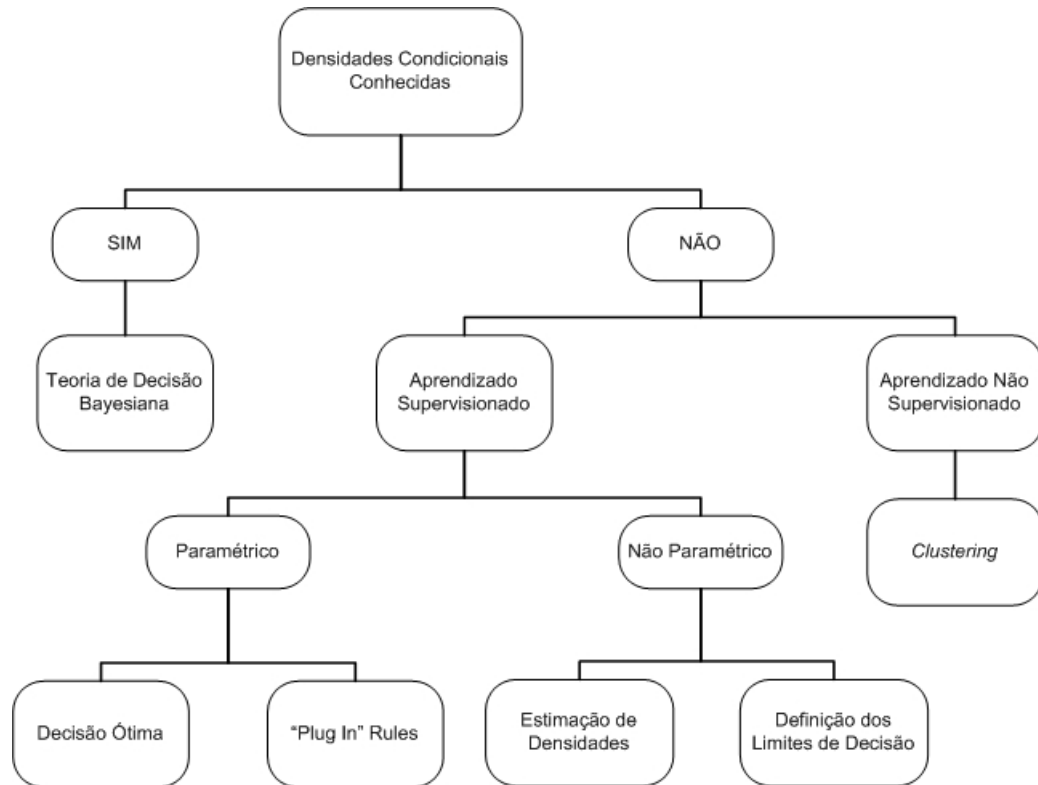 Densidades Condicionais
Conhecidas
SIM
NÃO
Teoria de Decisão
Bayesiana
Aprendizado
Supervisionado
Aprendizado Não
Supervisionado
Paramétrico
Não Paramétrico
Clustering
Decisão Ótima
“Plug In” Rules
Estimação de
Densidades
Definição dos
Limites de Decisão